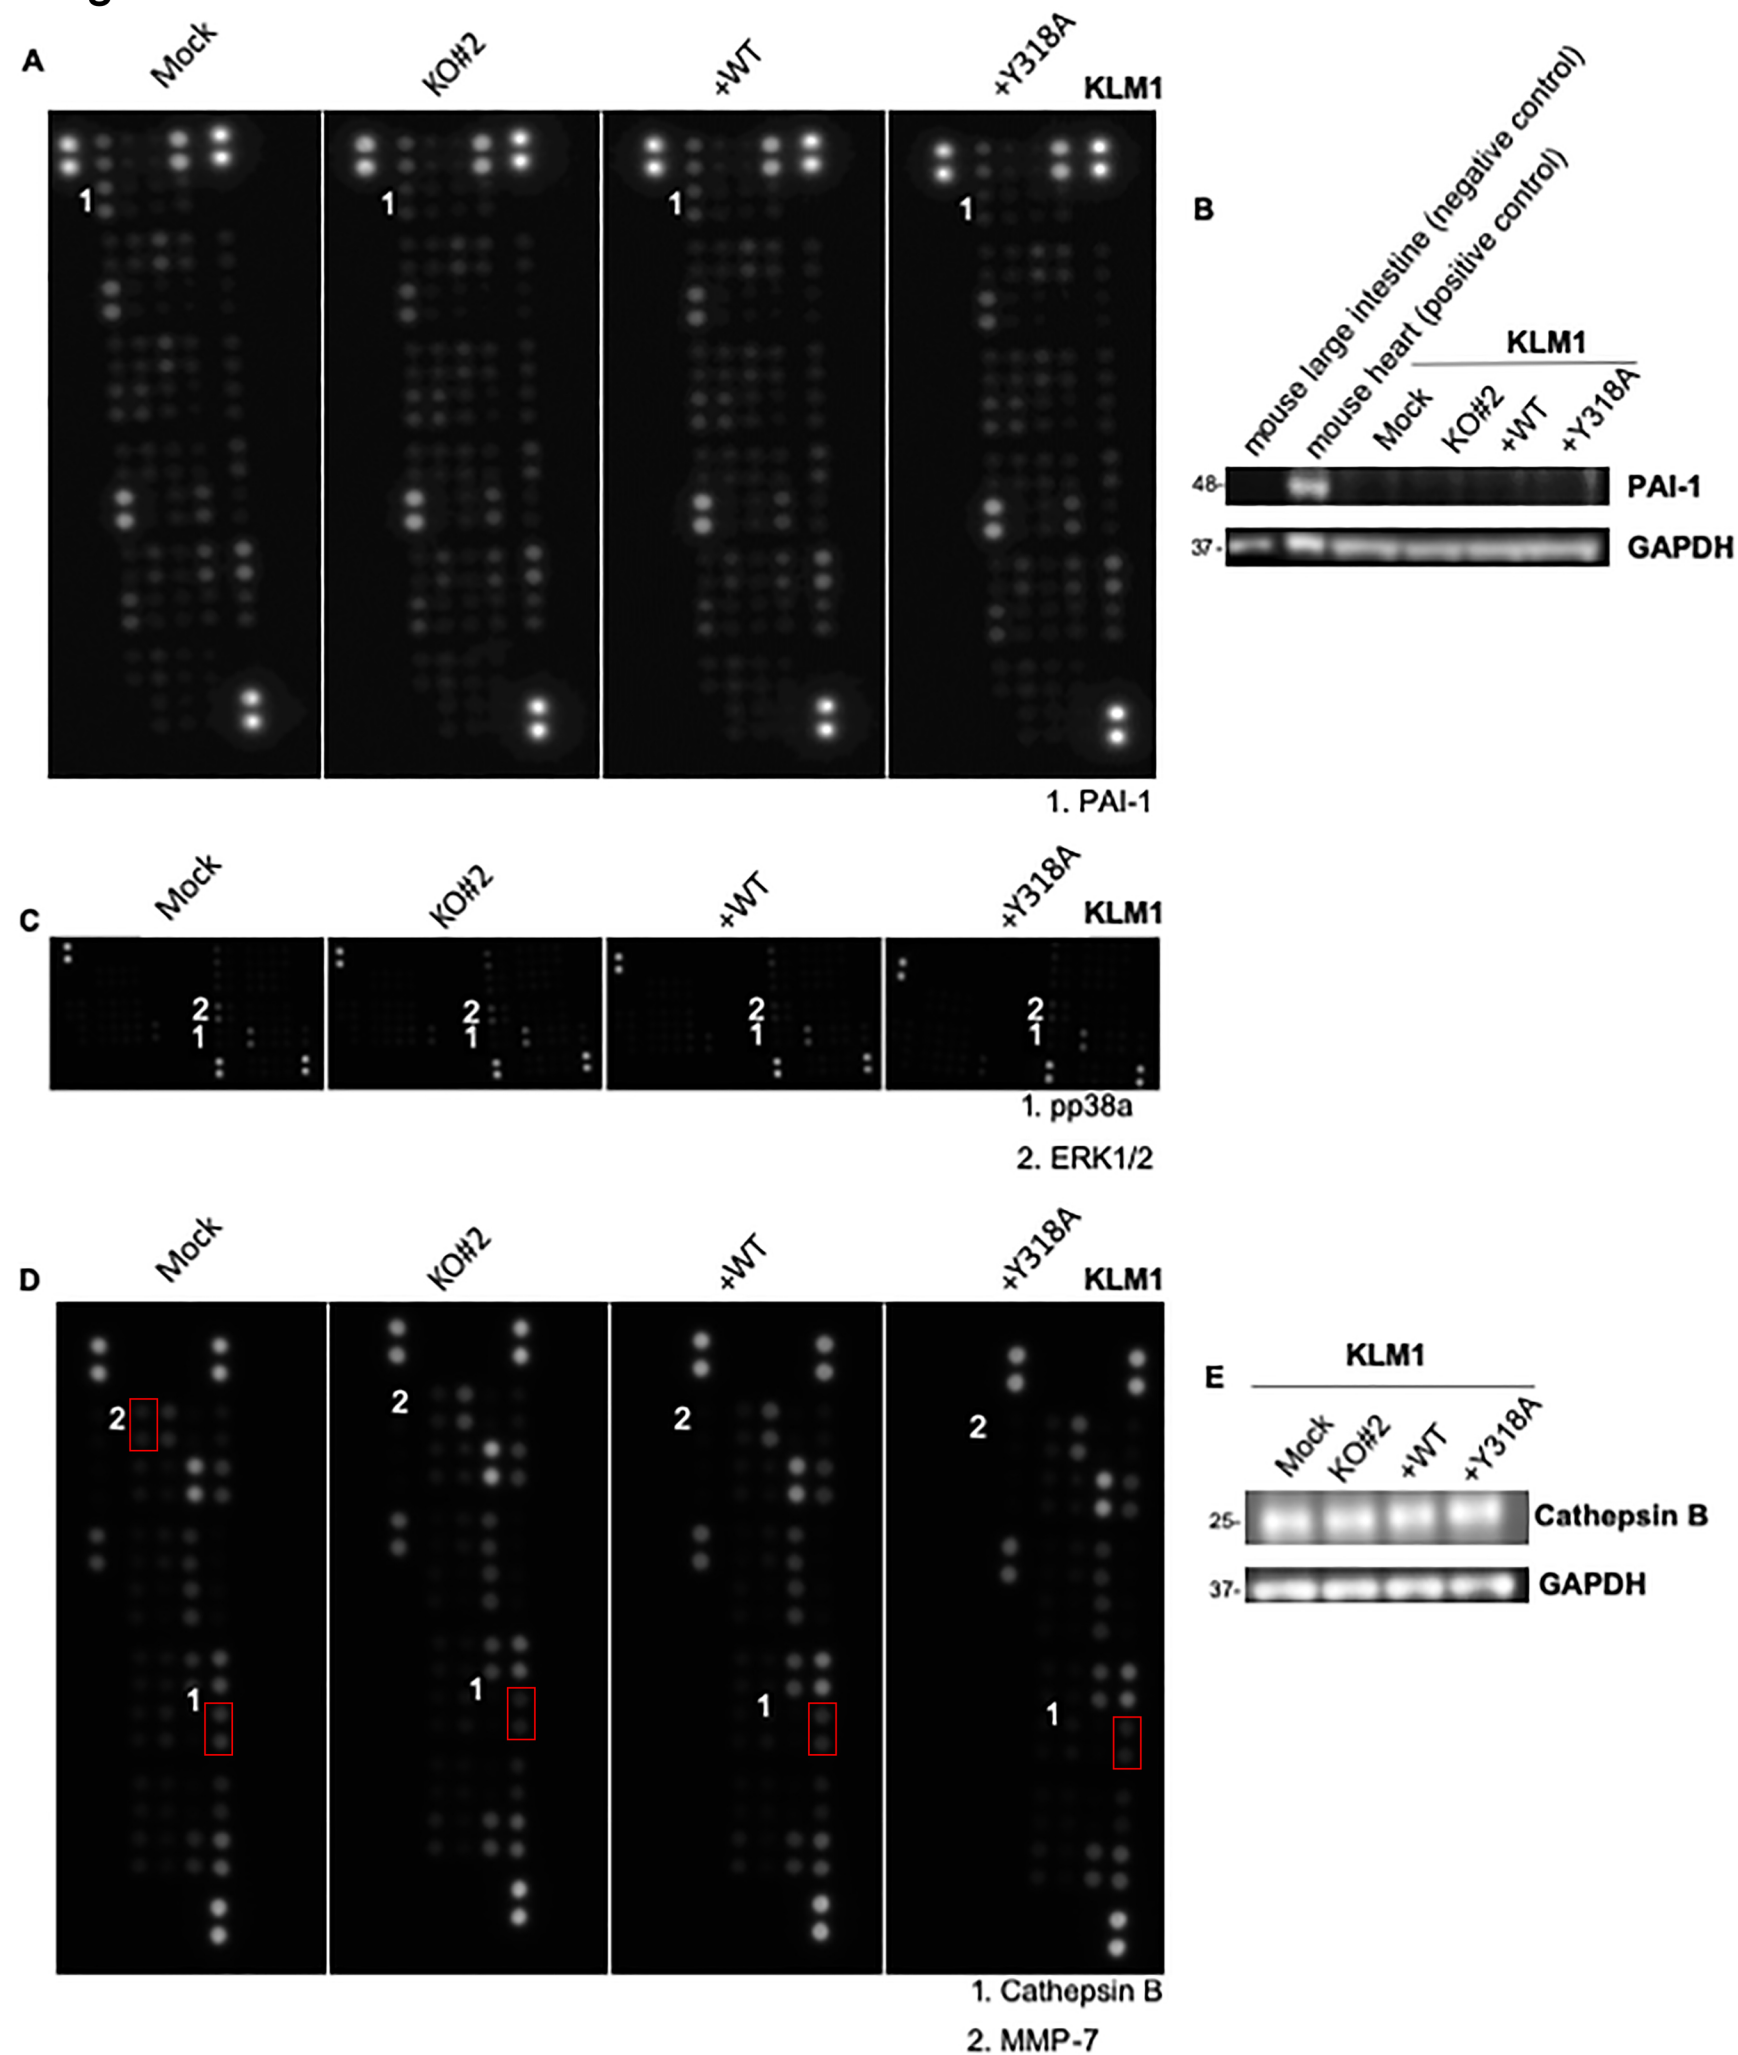 g
A
Mock
KO#2
+WT
+Y318A
KLM1
1
1
1
1
1. PAI-1
B
mouse large intestine (negative control)
mouse heart (positive control)
KLM1
Mock
KO#2
+WT
+Y318A
48-
PAI-1
37-
GAPDH
C
Mock
KO#2
+WT
+Y318A
KLM1
2
2
2
2
1
1
1
1
1. pp38a
2. ERK1/2
D
Mock
KO#2
+WT
+Y318A
KLM1
2
2
2
2
1
1
1
1
1. Cathepsin B
2. MMP-7
KLM1
E
Mock
KO#2
+WT
+Y318A
25-
Cathepsin B
37-
GAPDH